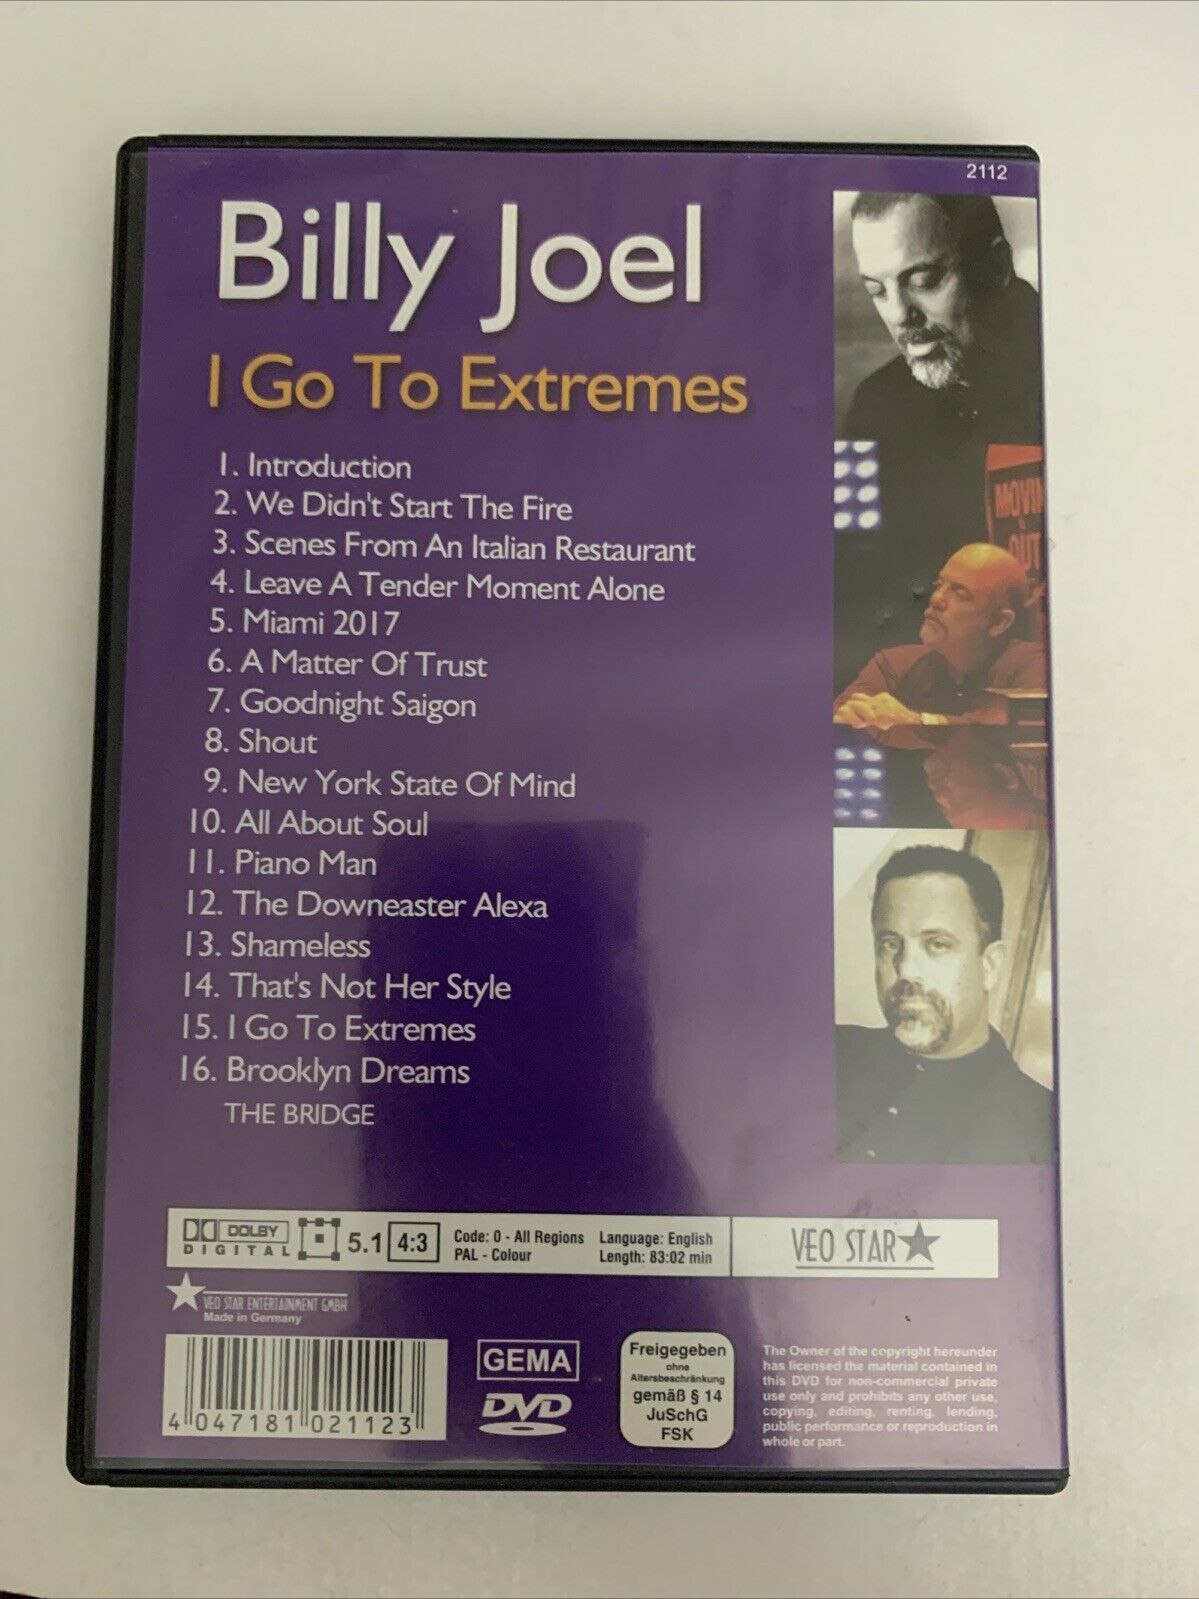 2112
Billy Joel
I Go To Extremes
1. Introduction
2. We Didn't Start The Fire
3. Scenes From An Italian Restaurant
4. Leave A Tender Moment Alone
5. Miami 2017
6. A Matter Of Trust
7. Goodnight Saigon
8. Shout
9. New York State Of Mind
10. All About Soul
11. Piano Man
12. The Downeaster Alexa
13. Shameless
14. That's Not Her Style
15. I Go To Extremes
16. Brooklyn Dreams
THE BRIDGE
MOVIN
OUT
DOLBY
DIGITAL
5.1
4:3
Code: 0 - All Regions
PAL - Colour
Language: English
Length: 83:02 min
VEO STAR
VEO STAR ENTERTAINMENT GMBH
Made in Germany
4 047181 021123
GEMA
DVD
Freigegeben
ohne
Altersbeschränkung
gemäß § 14
JuSchG
FSK
The Owner of the copyright hereunder
has licensed the material contained in
this DVD for non-commercial private
use only and prohibits any other use,
copying, editing, renting, lending,
public performance or reproduction in
whole or part.